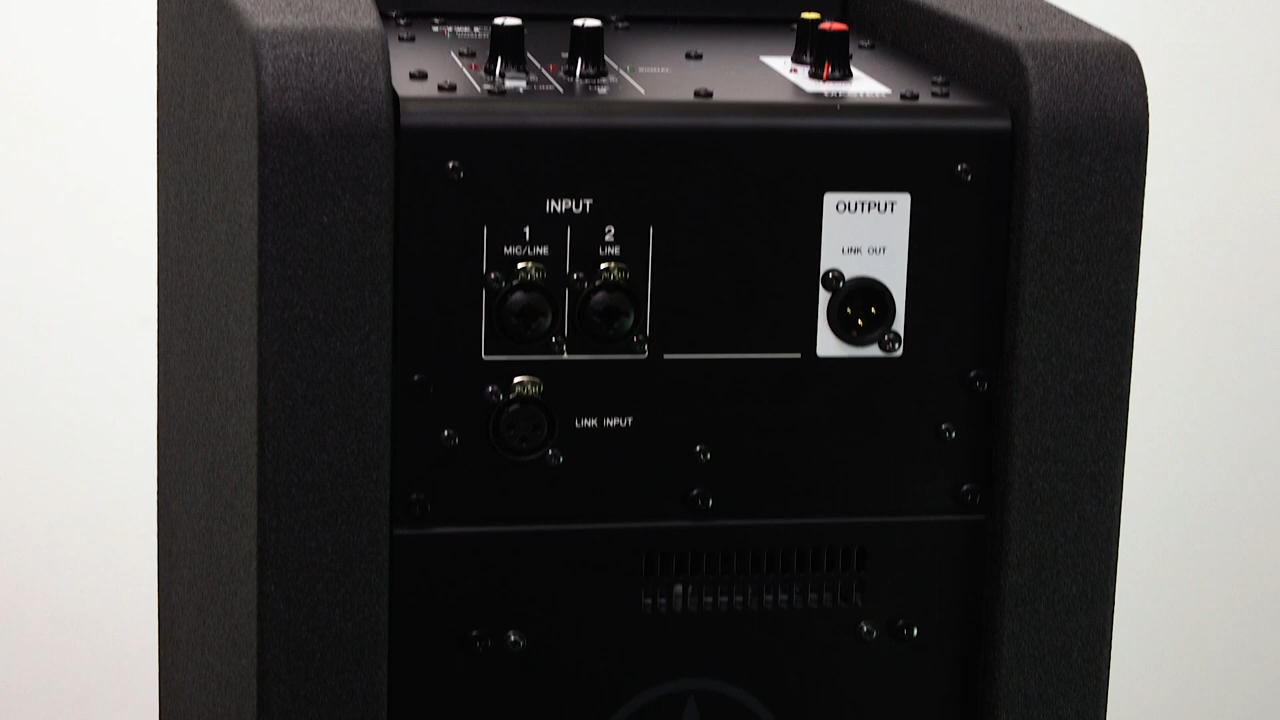 INPUT
1
2
MIC/LINE
LINE
PUSH
PUSH
OUTPUT
LINK OUT
PUSH
LINK INPUT